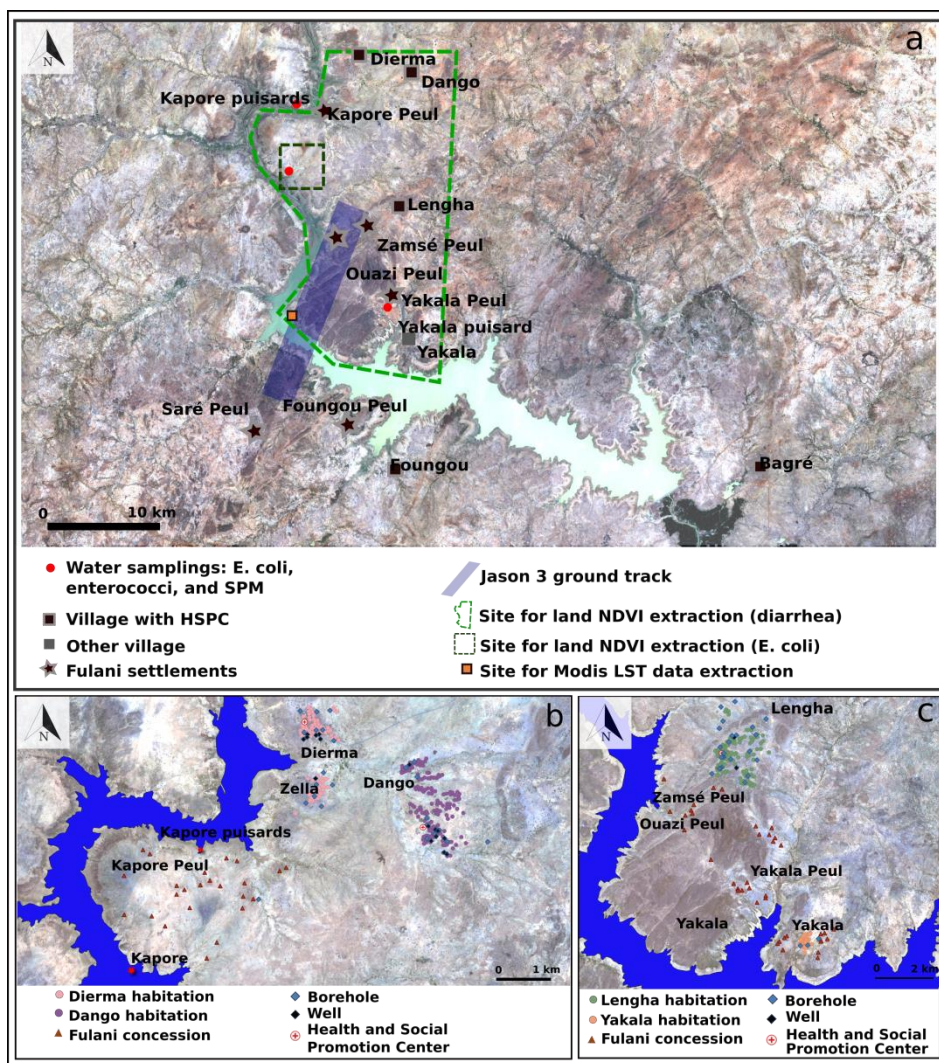 a
N
Dierma
Dango
Kapore puisards
Kapore Peul
Lengha
Zamsé Peul
Ouazi Peul
Yakala Peul
Yakala puisard
Yakala
Saré Peul
Foungou Peul
Foungou
Bagré
0 10 km
Water samplings: E. coli,
enterococci, and SPM
Village with HSPC
Other village
Fulani settlements
Jason 3 ground track
Site for land NDVI extraction (diarrhea)
Site for land NDVI extraction (E. coli)
Site for Modis LST data extraction
b
N
Dierma
Zella
Dango
Kapore puisards
Kapore Peul
Kapore
0 1 km
Dierma habitation
Dango habitation
Fulani concession
Borehole
Well
Health and Social
Promotion Center
c
N
Lengha
Zamsé Peul
Ouazi Peul
Yakala Peul
Yakala
Yakala
0 2 km
Lengha habitation
Yakala habitation
Fulani concession
Borehole
Well
Health and Social
Promotion Center